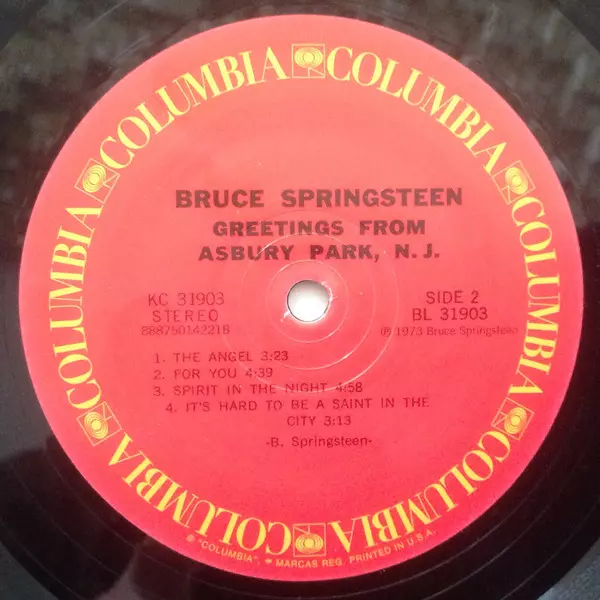 COLUMBIA COLUMBIA COLUMBIA COLUMBIA COLUMBIA COLUMBIA COLUMBIA
BRUCE SPRINGSTEEN
GREETINGS FROM
ASBURY PARK, N.J.
KC 31903
STEREO
888750142218
SIDE 2
BL 31903
℗ 1973 Bruce Springsteen
1. THE ANGEL 3:23
2. FOR YOU 4:39
3. SPIRIT IN THE NIGHT 4:58
4. IT'S HARD TO BE A SAINT IN THE
CITY 3:13
-B. Springsteen-
® "COLUMBIA", MARCAS REG. PRINTED IN U.S.A.